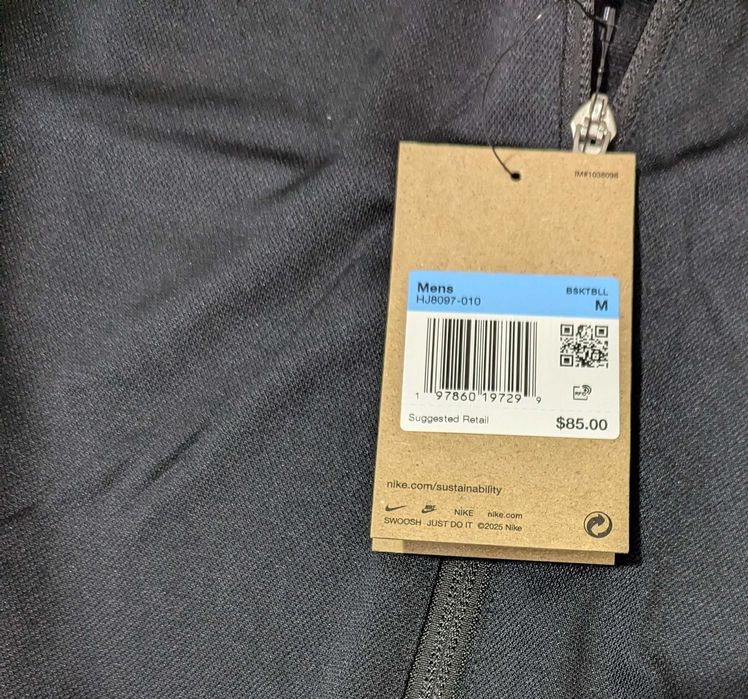 IM#1038098
Mens BSKTBLL
HJ8097-010 M
1 97860 19729 9
RFID
Suggested Retail $85.00
nike.com/sustainability
NIKE nike.com
SWOOSH JUST DO IT ©2025 Nike